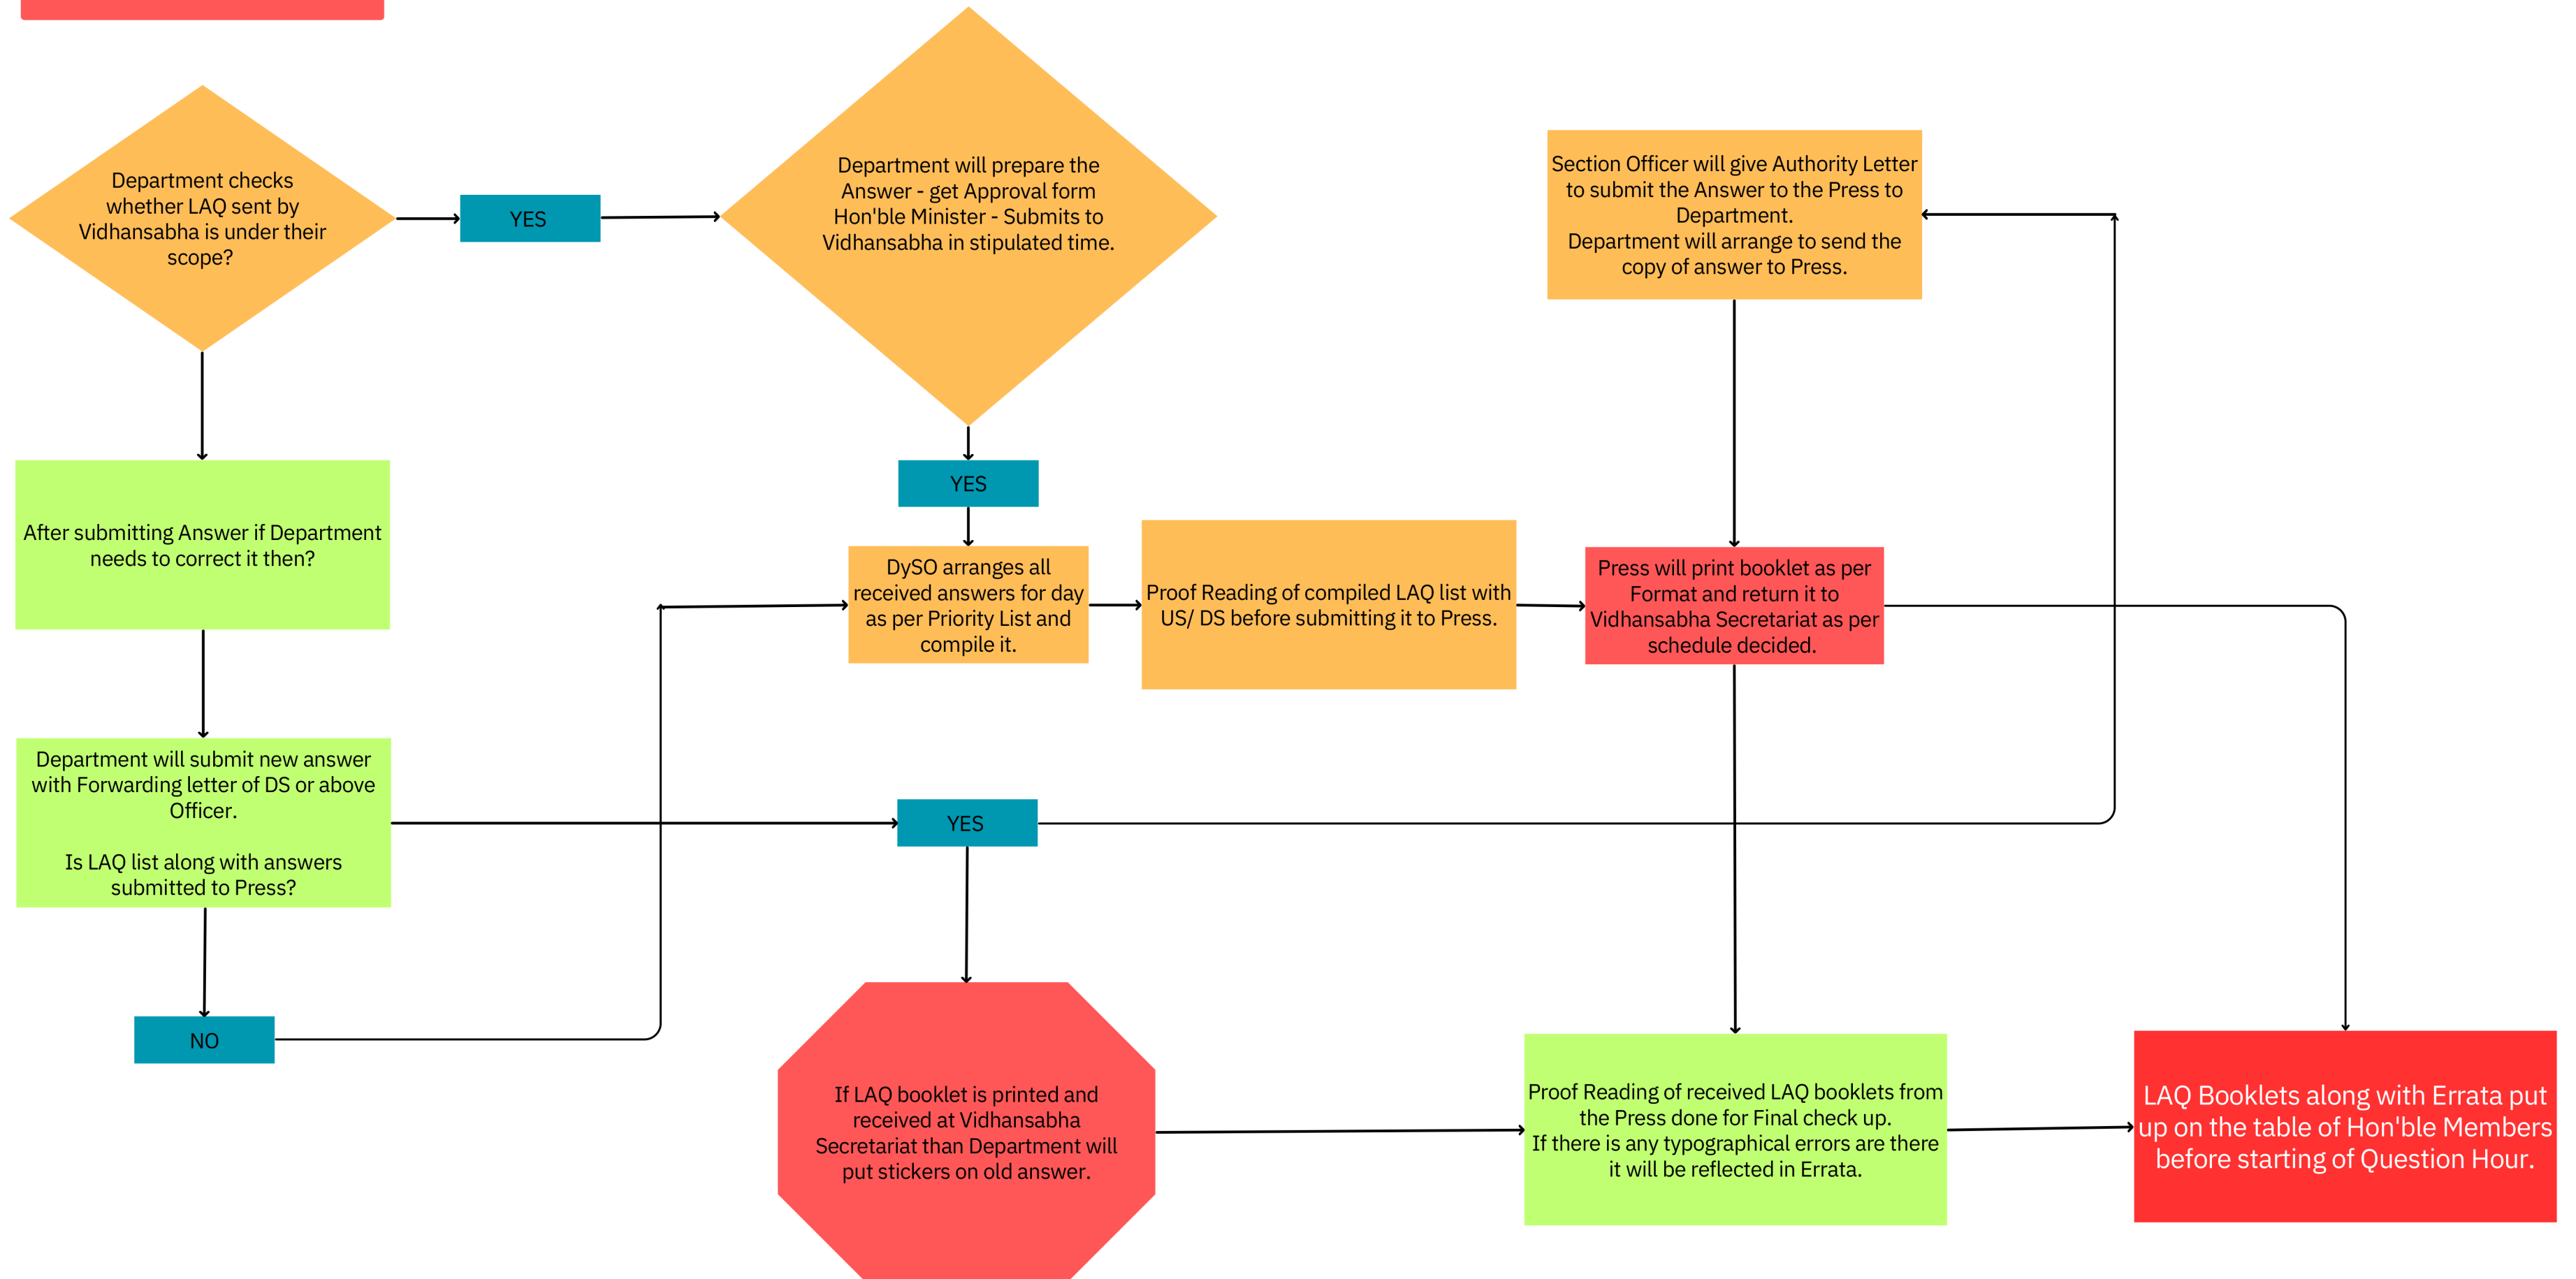 Department checks
whether LAQ sent by
Vidhansabha is under their
scope?
YES
Department will prepare the
Answer - get Approval form
Hon'ble Minister - Submits to
Vidhansabha in stipulated time.
Section Officer will give Authority Letter
to submit the Answer to the Press to
Department.
Department will arrange to send the
copy of answer to Press.
After submitting Answer if Department
needs to correct it then?
YES
DySO arranges all
received answers for day
as per Priority List and
compile it.
Proof Reading of compiled LAQ list with
US/ DS before submitting it to Press.
Press will print booklet as per
Format and return it to
Vidhansabha Secretariat as per
schedule decided.
Department will submit new answer
with Forwarding letter of DS or above
Officer.
Is LAQ list along with answers
submitted to Press?
YES
NO
If LAQ booklet is printed and
received at Vidhansabha
Secretariat than Department will
put stickers on old answer.
Proof Reading of received LAQ booklets from
the Press done for Final check up.
If there is any typographical errors are there
it will be reflected in Errata.
LAQ Booklets along with Errata put
up on the table of Hon'ble Members
before starting of Question Hour.